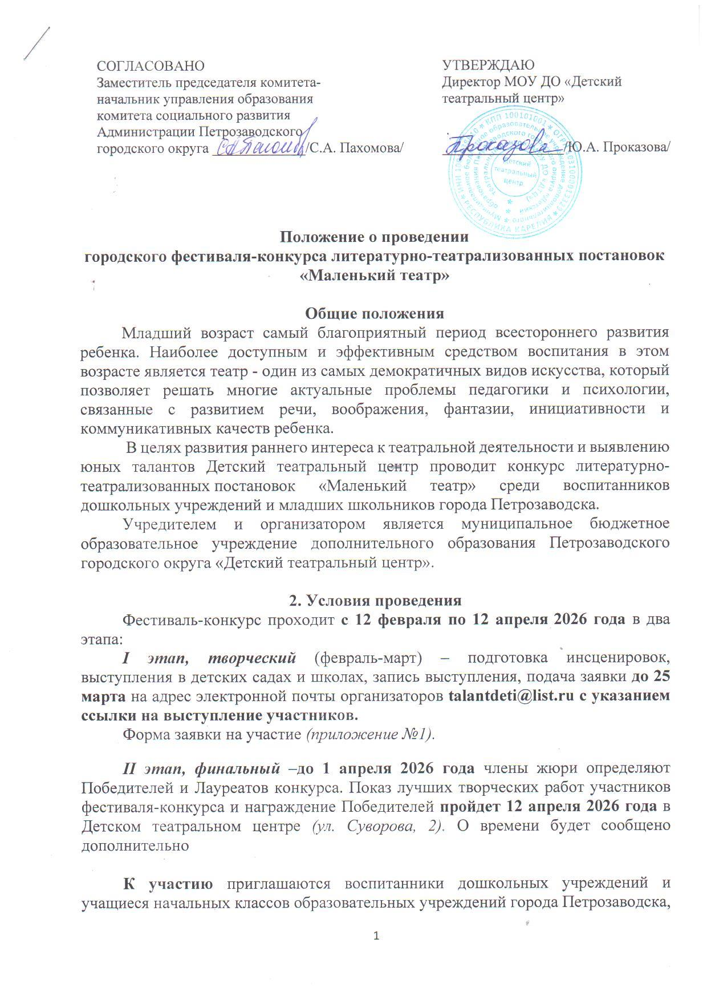 СОГЛАСОВАНО
Заместитель председателя комитета-
начальник управления образования
комитета социального развития
Администрации Петрозаводского
городского округа ____________/С.А. Пахомова/
УТВЕРЖДАЮ
Директор МОУ ДО «Детский
театральный центр»
Проказова
________________/Ю.А. Проказова/
КПП 100101001
РЕСПУБЛИКА КАРЕЛИЯ
Детский
театральный
центр
Положение о проведении
городского фестиваля-конкурса литературно-театрализованных постановок
«Маленький театр»
Общие положения
Младший возраст самый благоприятный период всестороннего развития
ребенка. Наиболее доступным и эффективным средством воспитания в этом
возрасте является театр - один из самых демократичных видов искусства, который
позволяет решать многие актуальные проблемы педагогики и психологии,
связанные с развитием речи, воображения, фантазии, инициативности и
коммуникативных качеств ребенка.
В целях развития раннего интереса к театральной деятельности и выявлению
юных талантов Детский театральный центр проводит конкурс литературно-
театрализованных постановок «Маленький театр» среди воспитанников
дошкольных учреждений и младших школьников города Петрозаводска.
Учредителем и организатором является муниципальное бюджетное
образовательное учреждение дополнительного образования Петрозаводского
городского округа «Детский театральный центр».
2. Условия проведения
Фестиваль-конкурс проходит с 12 февраля по 12 апреля 2026 года в два
этапа:
I этап, творческий (февраль-март) – подготовка инсценировок,
выступления в детских садах и школах, запись выступления, подача заявки до 25
марта на адрес электронной почты организаторов talantdeti@list.ru с указанием
ссылки на выступление участников.
Форма заявки на участие (приложение №1).
II этап, финальный –до 1 апреля 2026 года члены жюри определяют
Победителей и Лауреатов конкурса. Показ лучших творческих работ участников
фестиваля-конкурса и награждение Победителей пройдет 12 апреля 2026 года в
Детском театральном центре (ул. Суворова, 2). О времени будет сообщено
дополнительно
К участию приглашаются воспитанники дошкольных учреждений и
учащиеся начальных классов образовательных учреждений города Петрозаводска,
1